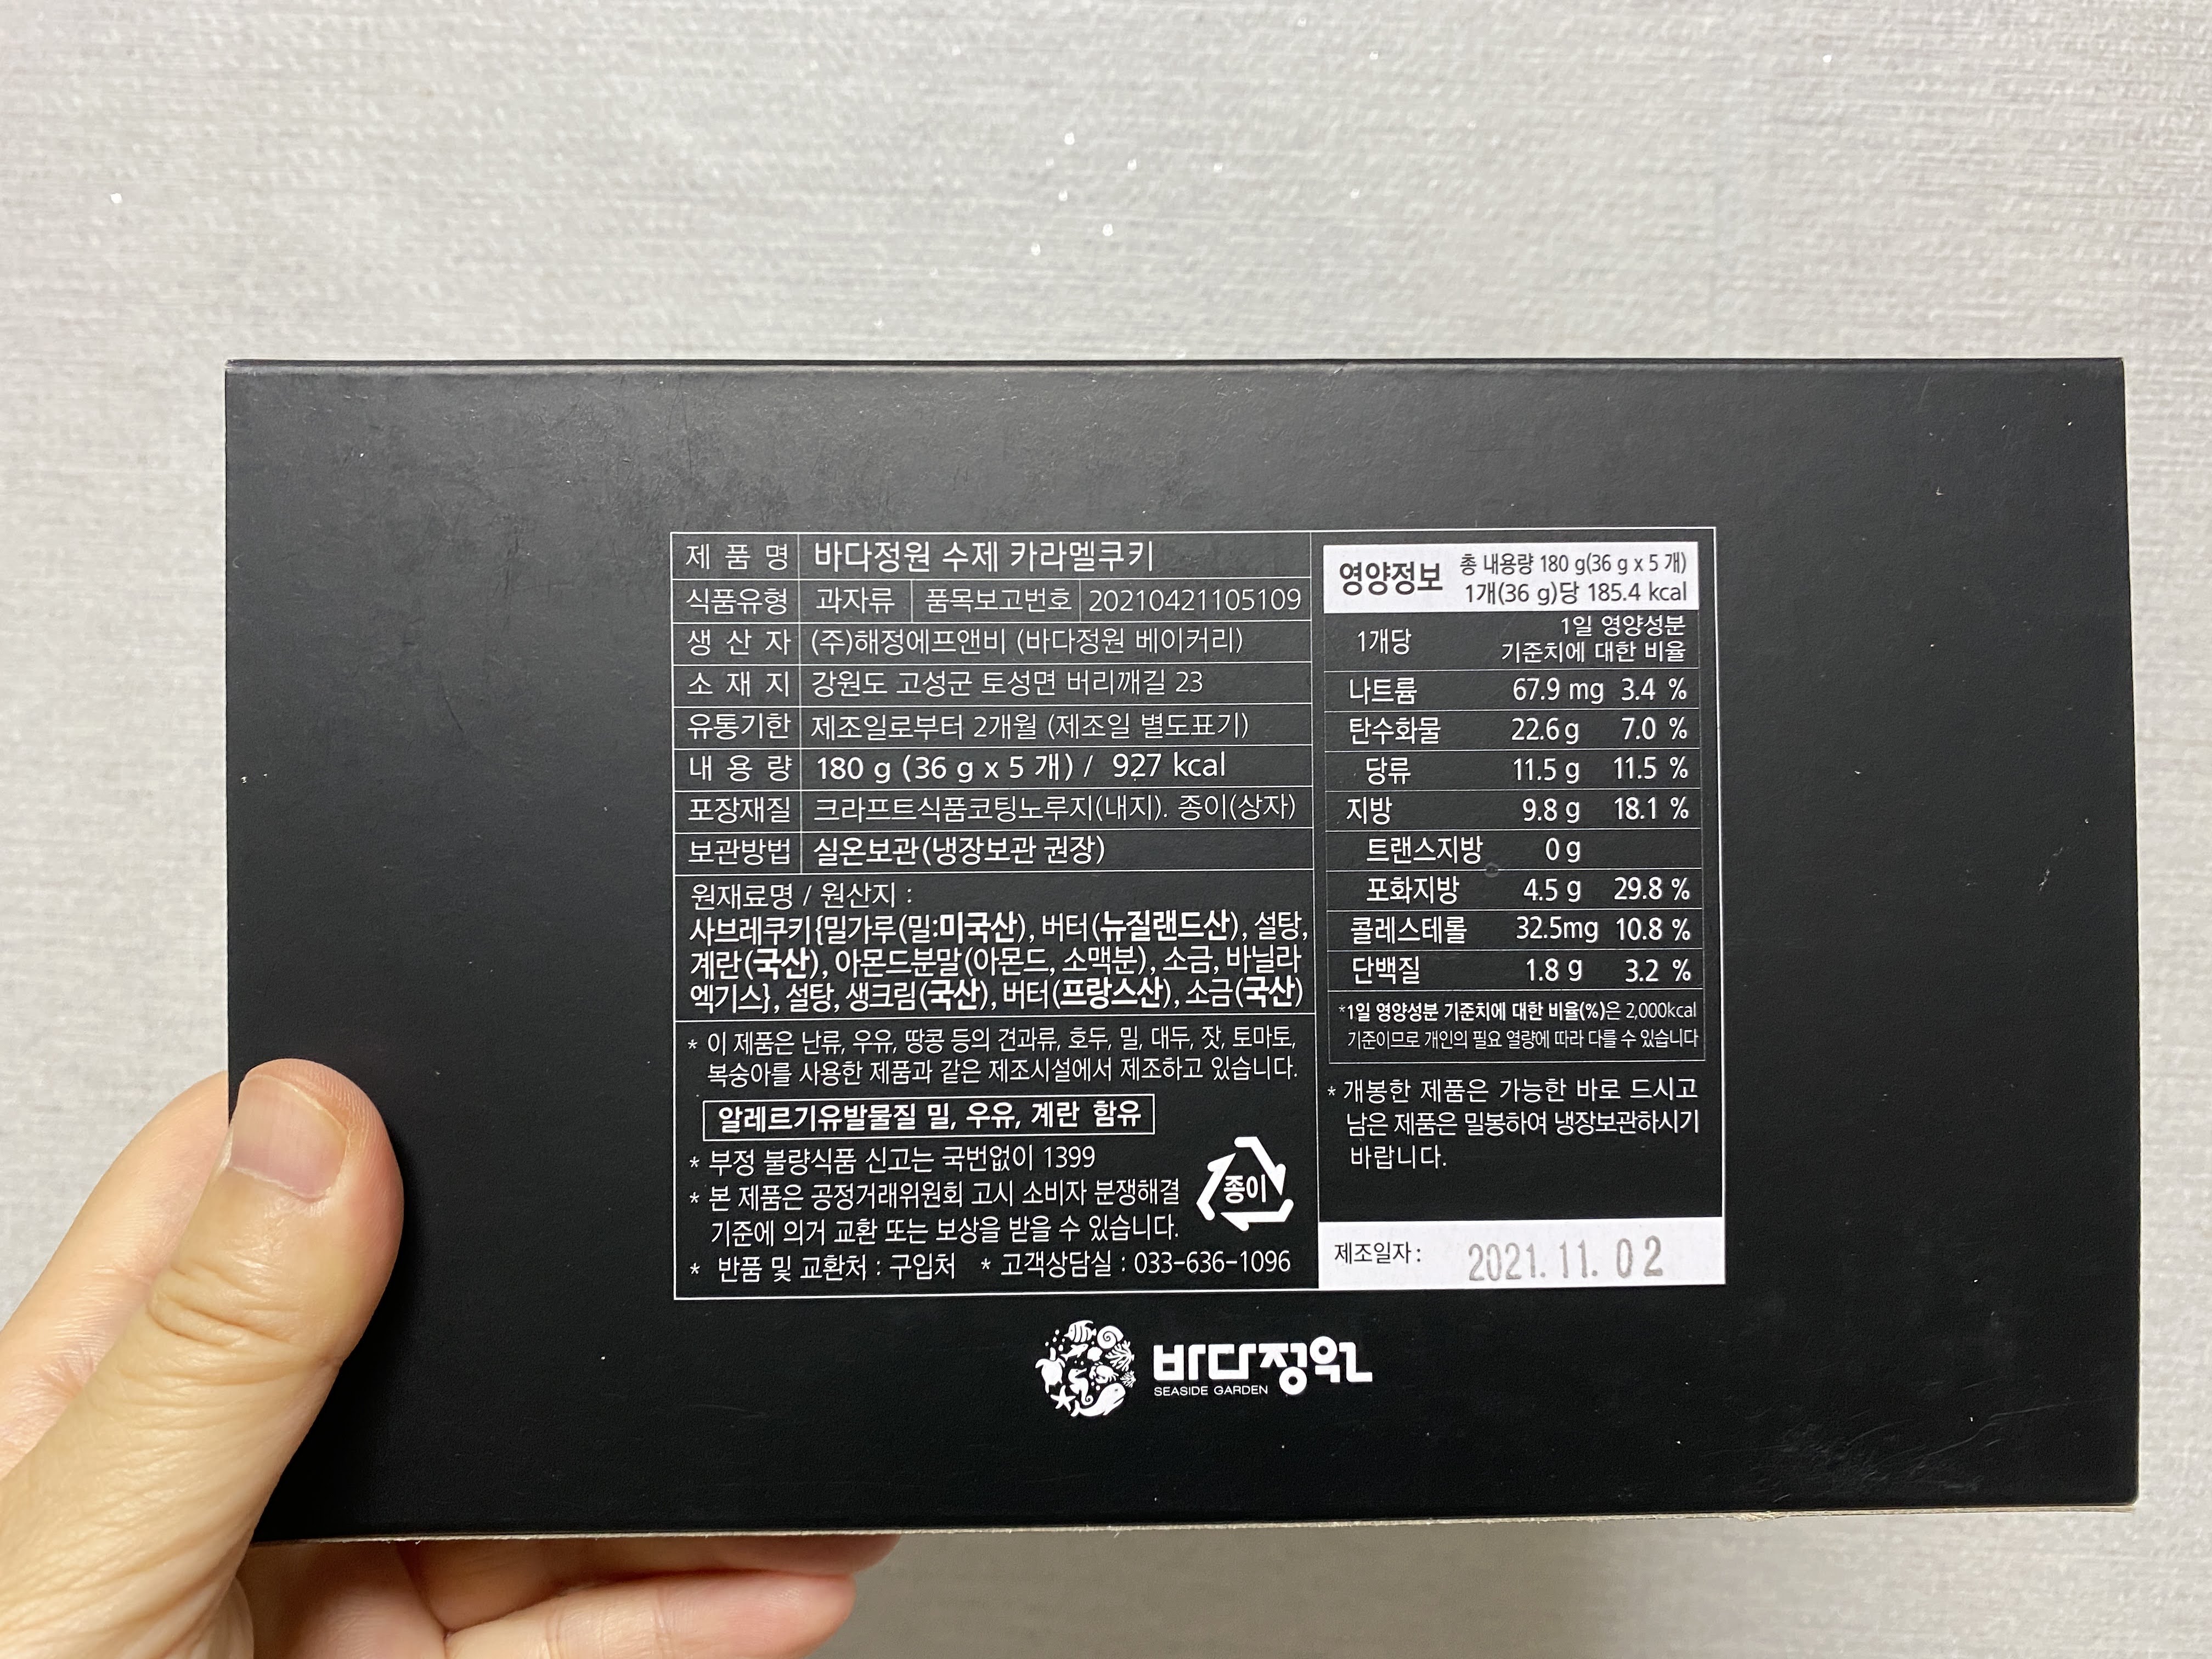 제 품 명 바다정원 수제 카라멜쿠키
식품유형 과자류 품목보고번호 20210421105109
생 산 자 (주)해정에프앤비 (바다정원 베이커리)
소 재 지 강원도 고성군 토성면 버리깨길 23
유통기한 제조일로부터 2개월 (제조일 별도표기)
내 용 량 180 g (36 g x 5 개) / 927 kcal
포장재질 크라프트식품코팅노루지(내지). 종이(상자)
보관방법 실온보관(냉장보관 권장)
원재료명 / 원산지 :
사브레쿠키{밀가루(밀:미국산), 버터(뉴질랜드산), 설탕,
계란(국산), 아몬드분말(아몬드, 소맥분), 소금, 바닐라
엑기스}, 설탕, 생크림(국산), 버터(프랑스산), 소금(국산)
* 이 제품은 난류, 우유, 땅콩 등의 견과류, 호두, 밀, 대두, 잣, 토마토,
복숭아를 사용한 제품과 같은 제조시설에서 제조하고 있습니다.
알레르기유발물질 밀, 우유, 계란 함유
* 부정 불량식품 신고는 국번없이 1399
* 본 제품은 공정거래위원회 고시 소비자 분쟁해결
기준에 의거 교환 또는 보상을 받을 수 있습니다.
종이
* 반품 및 교환처 : 구입처 * 고객상담실 : 033-636-1096
영양정보 총 내용량 180 g(36 g x 5 개)
1개(36 g)당 185.4 kcal
1개당 1일 영양성분
기준치에 대한 비율
나트륨 67.9 mg 3.4 %
탄수화물 22.6 g 7.0 %
당류 11.5 g 11.5 %
지방 9.8 g 18.1 %
트랜스지방 0 g
포화지방 4.5 g 29.8 %
콜레스테롤 32.5mg 10.8 %
단백질 1.8 g 3.2 %
*1일 영양성분 기준치에 대한 비율(%)은 2,000kcal
기준이므로 개인의 필요 열량에 따라 다를 수 있습니다
* 개봉한 제품은 가능한 바로 드시고
남은 제품은 밀봉하여 냉장보관하시기
바랍니다.
제조일자 : 2021. 11. 02
바다정원
SEASIDE GARDEN